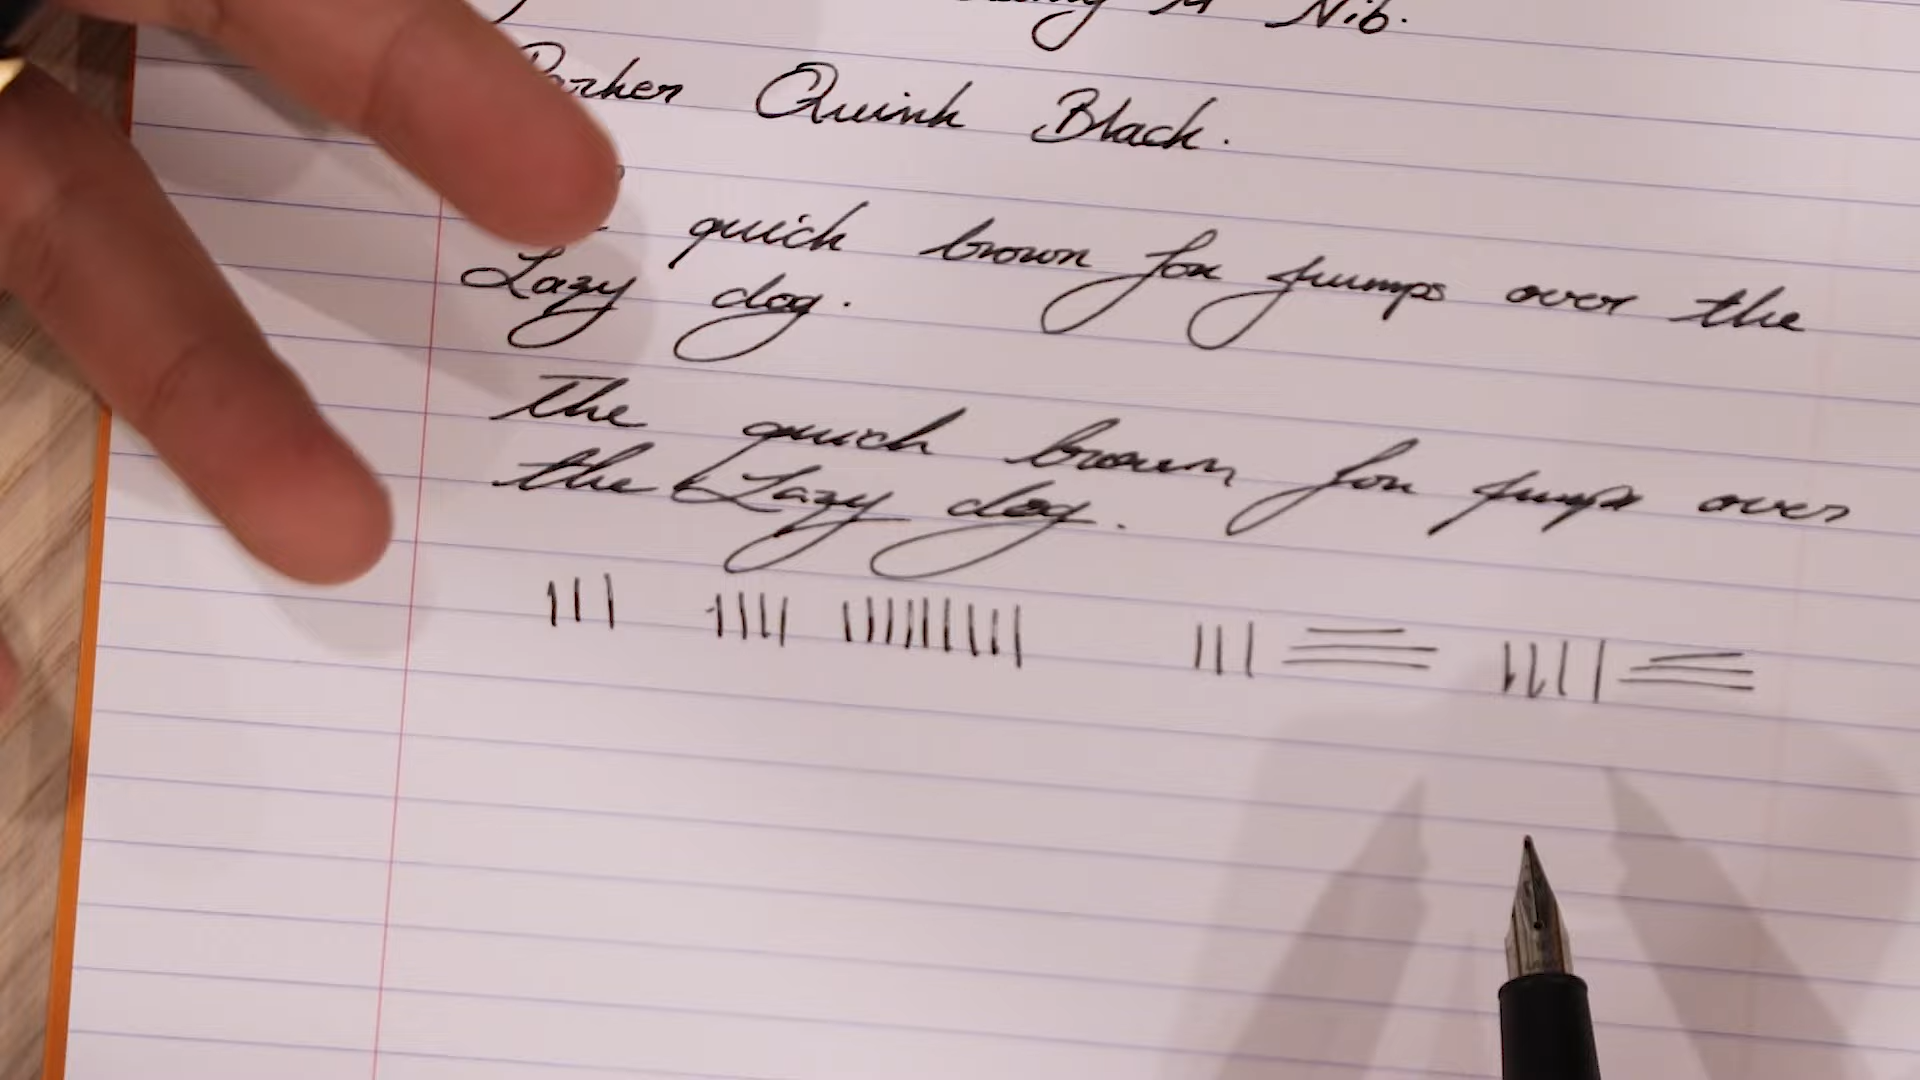 M Nib.
Parker Quink Black.
quick brown fox jumps over the
Lazy dog.
The quick brown fox jumps over
the Lazy dog.